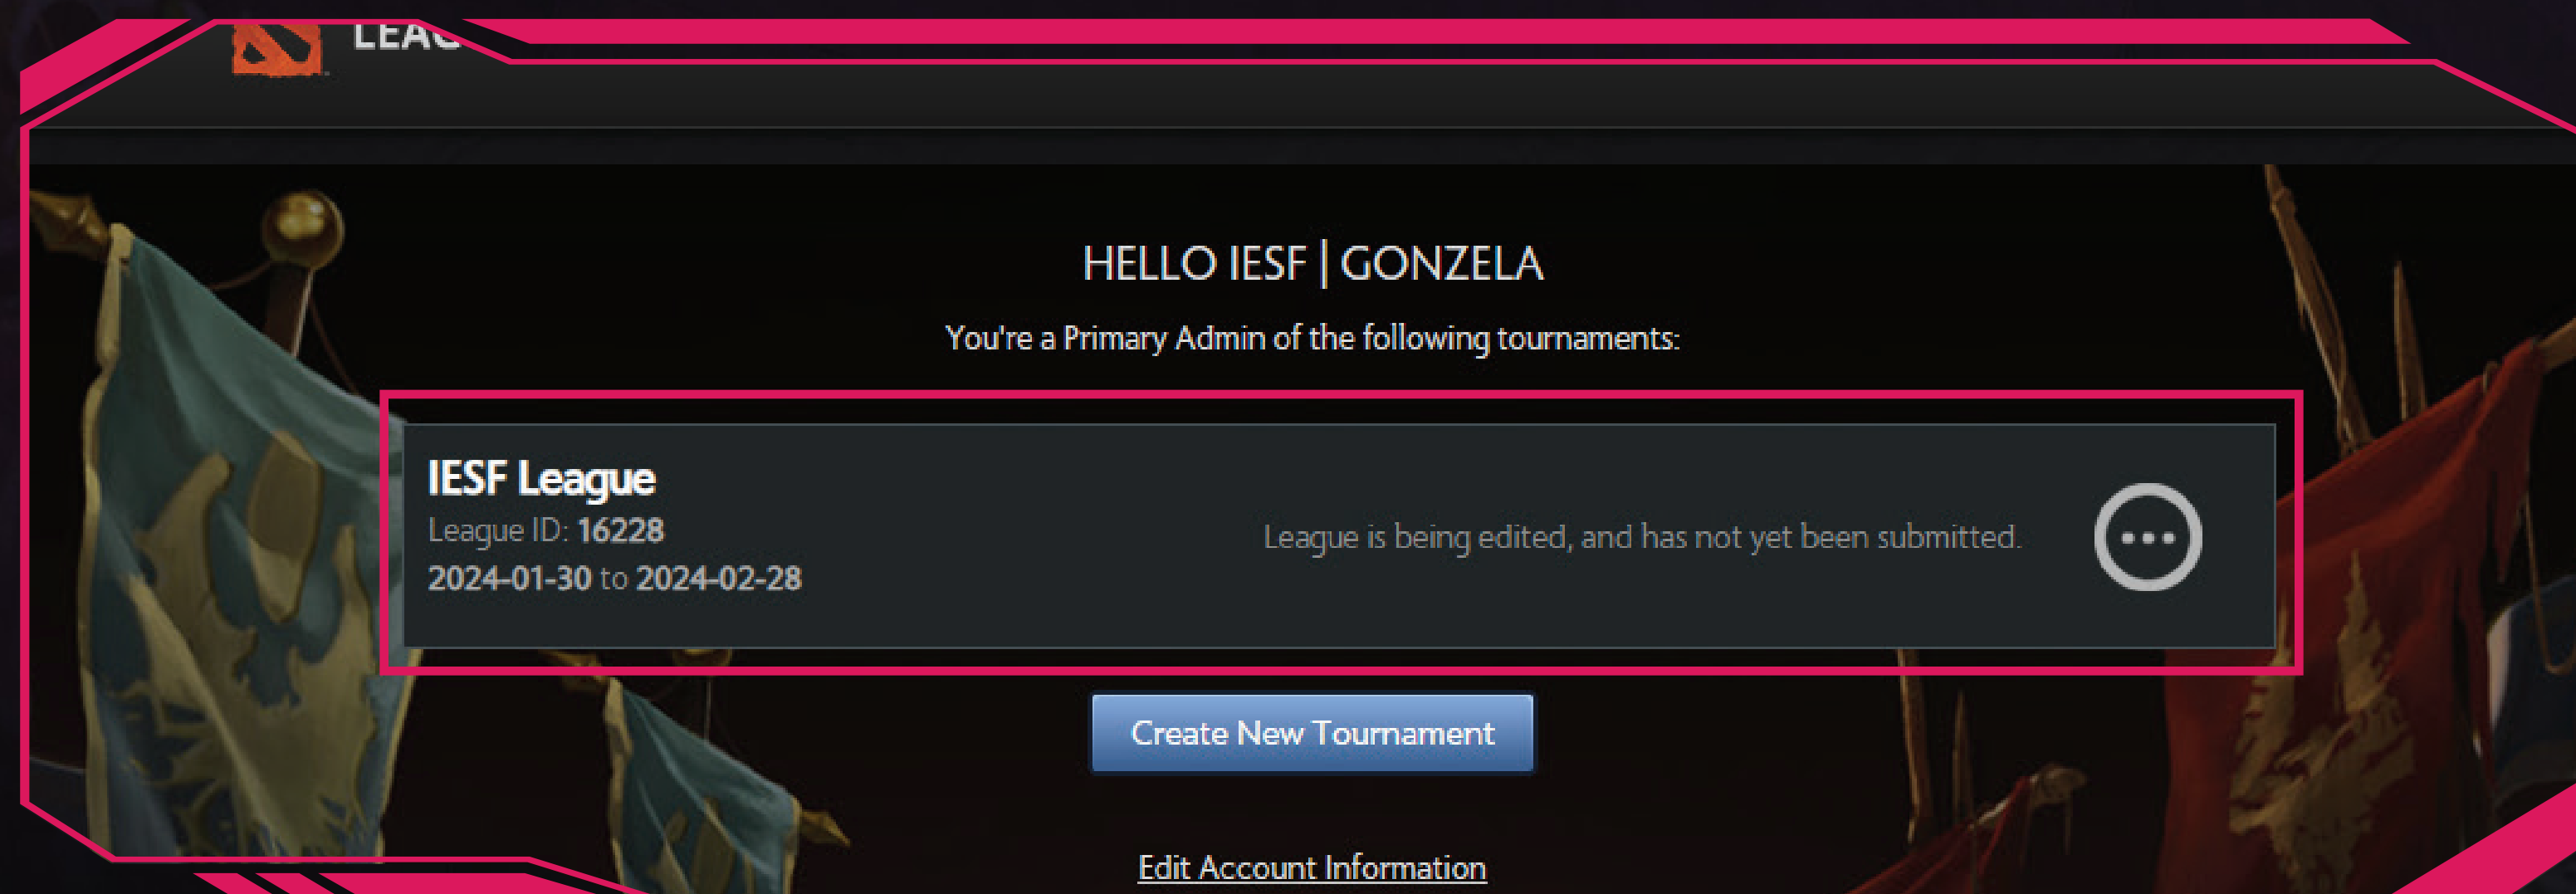 HELLO IESF | GONZELA
You're a Primary Admin of the following tournaments:
IESF League
League ID: 16228
2024-01-30 to 2024-02-28
League is being edited, and has not yet been submitted.
Create New Tournament
Edit Account Information